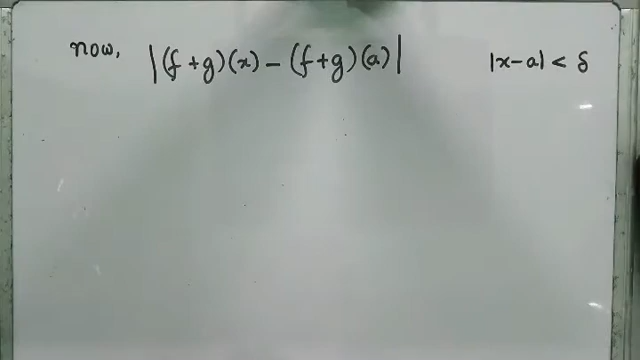 now, |(f+g)(x) - (f+g)(a)| |x-a| < δ